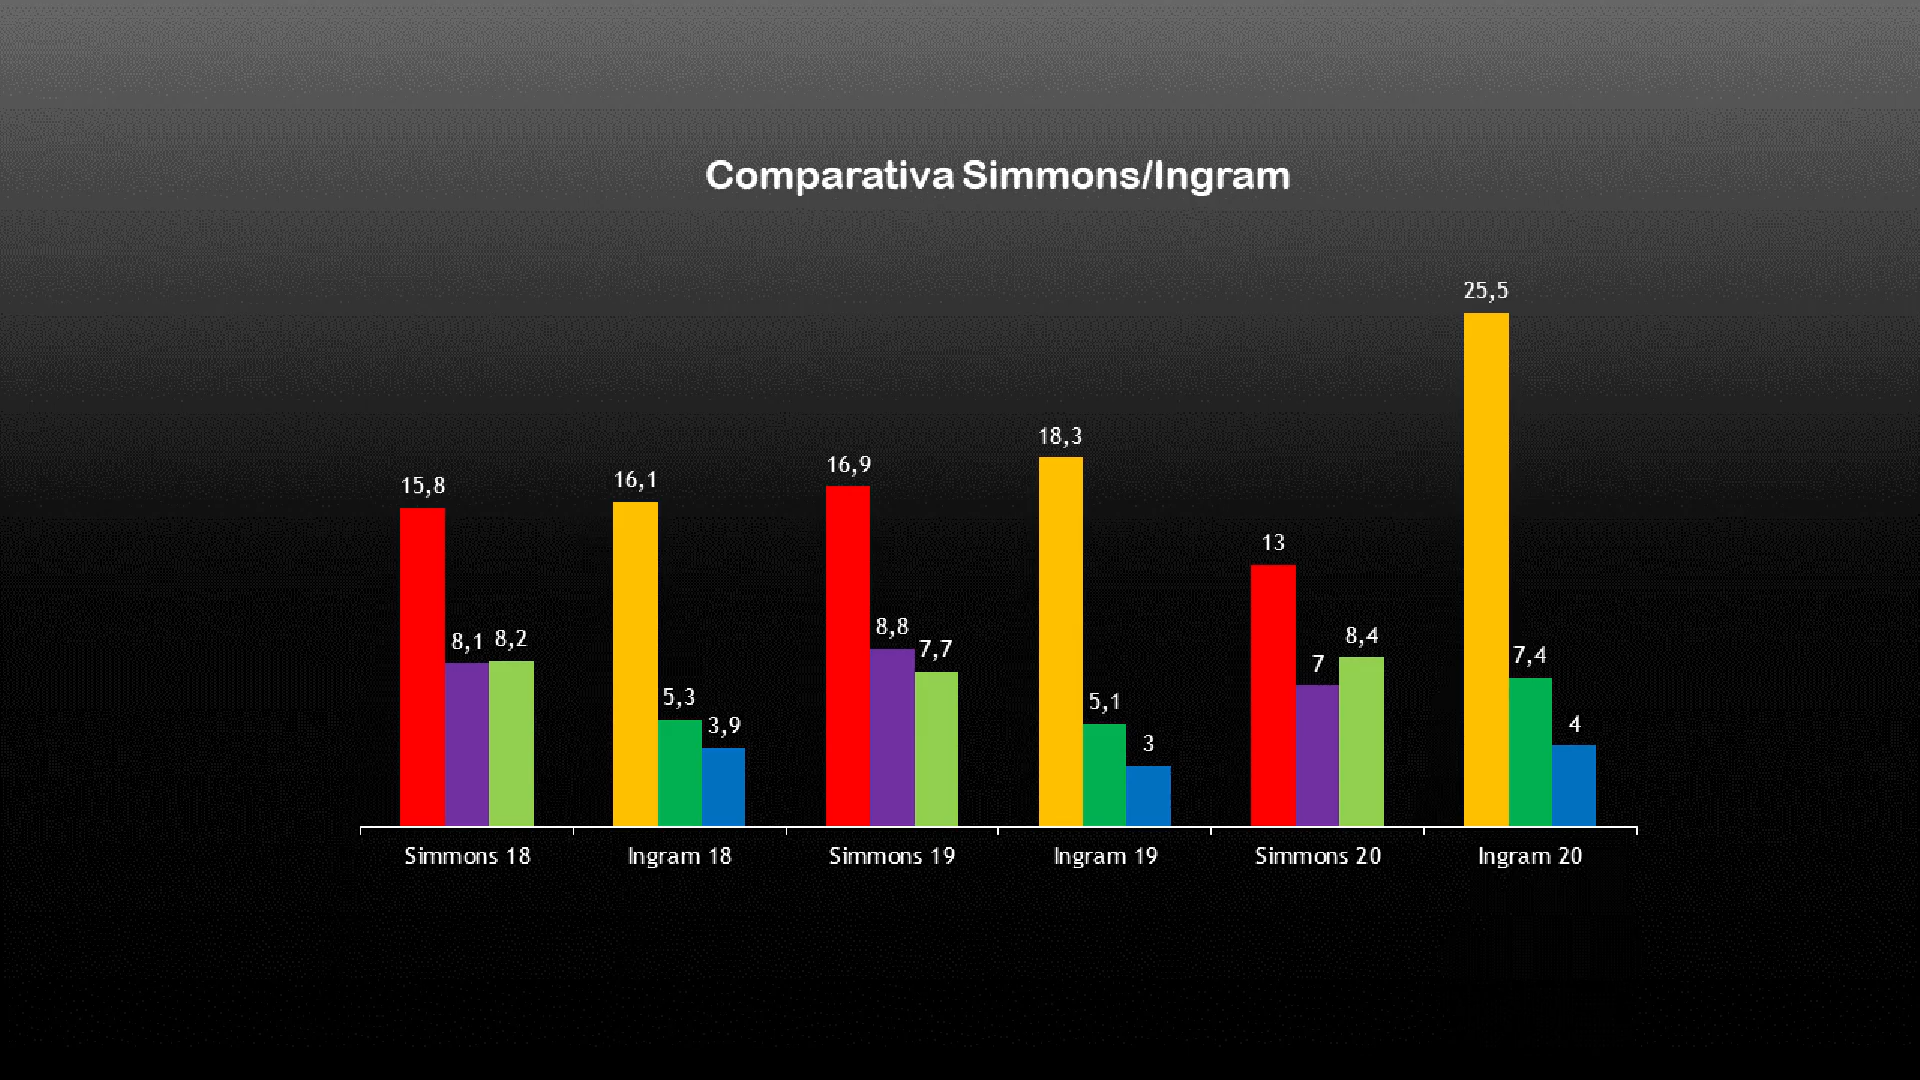 Comparativa Simmons/Ingram
15,8
8,1
8,2
16,1
5,3
3,9
16,9
8,8
7,7
18,3
5,1
3
13
7
8,4
25,5
7,4
4
Simmons 18
Ingram 18
Simmons 19
Ingram 19
Simmons 20
Ingram 20